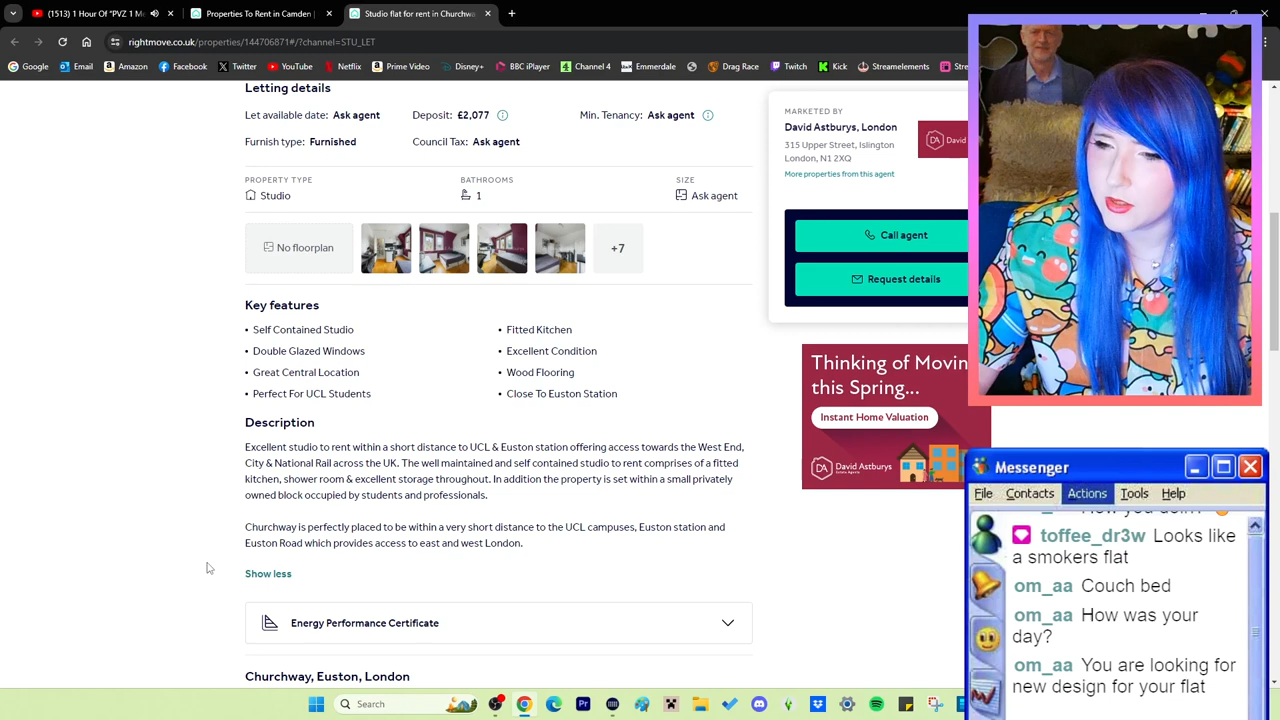 (1513) 1 Hour O "PVZ 1 M
Properties To Rent in Camden
Studio flat for rent in Churchway
rightmove.co.uk/properties/144706871#/?channel=STU_LET
Google
Email
Amazon
Twitter
YouTube
Netflix
Prime Video
Disney+
BBC iPlayer
Channel 4
Emmerdale
Drag Race
Twitch
Kick
Streamelements
Letting details
Let available date: Ask agent
Deposit: £2,077
Min. Tenancy: Ask agent
Furnish type: Furnished
Council Tax: Ask agent
PROPERTY TYPE
Studio
BATHROOMS
1
SIZE
Ask agent
No floorplan
+7
Key features
• Self Contained Studio
• Fitted Kitchen
• Double Glazed Windows
• Excellent Condition
• Great Central Location
• Wood Flooring
• Perfect For UCL Students
• Close To Euston Station
Description
Excellent studio to rent within a short distance to UCL & Euston station offering access towards the West End,
City & National Rail across the UK. The well maintained and self contained studio to rent comprises of a fitted
kitchen, shower room & excellent storage throughout. In addition the property is set within a small privately
owned block occupied by students and professionals.
Churchway is perfectly placed to be within a very short distance to the UCL campuses, Euston station and
Euston Road which provides access to east and west London.
Show less
Energy Performance Certificate
Churchway, Euston, London
MARKETED BY
David Astburys, London
315 Upper Street, Islington
London, N1 2XQ
More properties from this agent
David
Call agent
Request details
Thinking of Movin
this Spring...
Instant Home Valuation
DA
David Astburys
Estate Agents
Messenger
File
Contacts
Actions
Tools
Help
toffee_dr3w Looks like
a smokers flat
om_aa Couch bed
om_aa How was your
day?
om_aa You are looking for
new design for your flat
Search